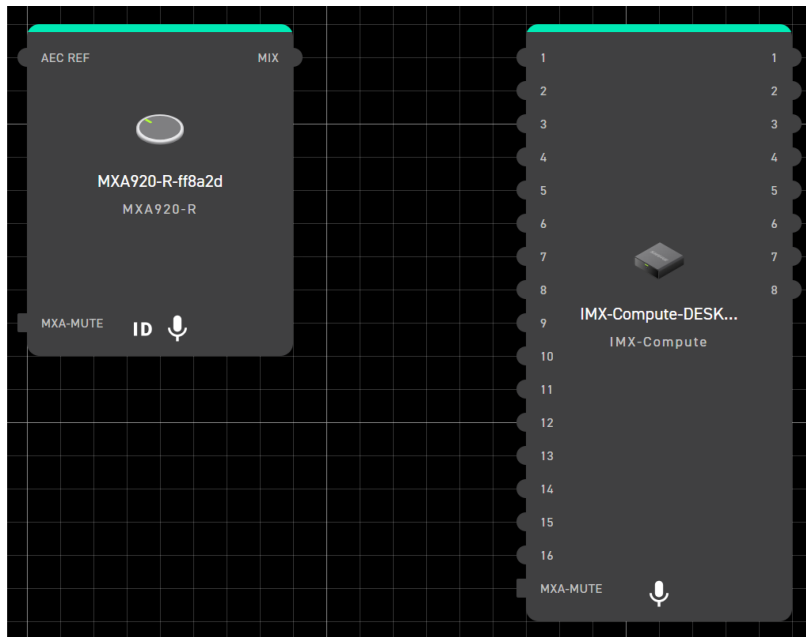 AEC REF MIX
MXA920-R-ff8a2d
MXA920-R
MXA-MUTE ID
1 1
2 2
3 3
4 4
5 5
6 6
7 7
8 8
IMX-Compute-DESK...
9
IMX-Compute
10
11
12
13
14
15
16
MXA-MUTE